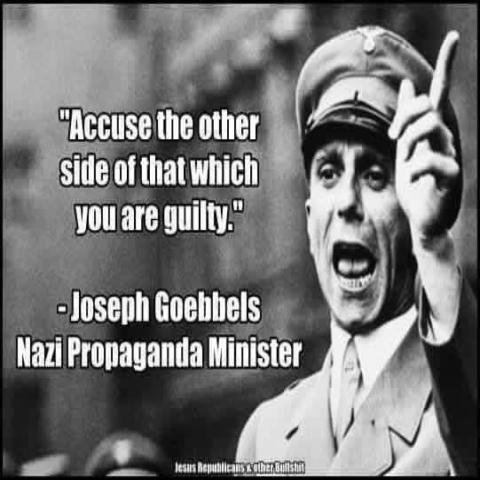 "Accuse the other
side of that which
you are guilty."
- Joseph Goebbels
Nazi Propaganda Minister
Jesus Republicans & other Bullshit